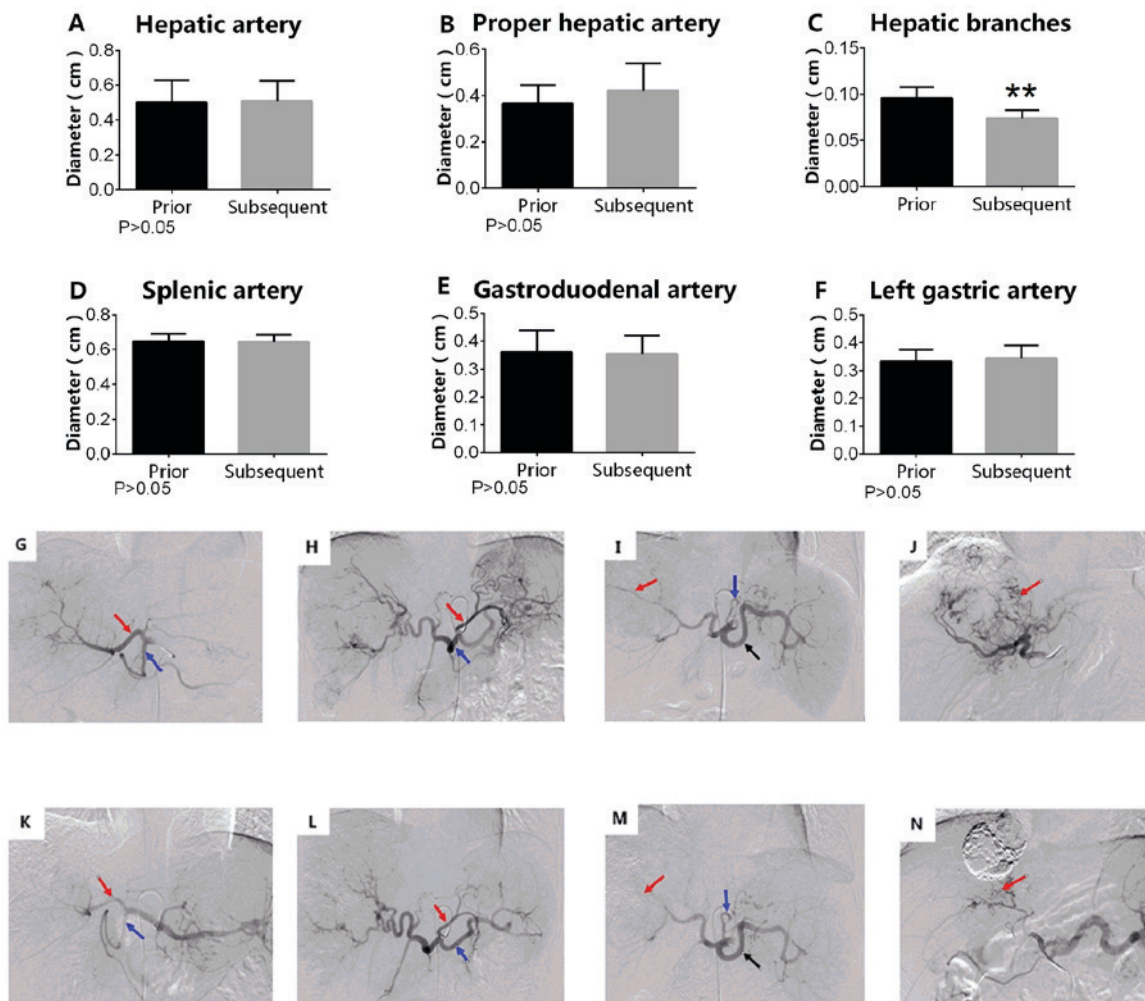 A Hepatic artery
Diameter ( cm )
0.8
0.6
0.4
0.2
0.0
Prior Subsequent
P>0.05
B Proper hepatic artery
Diameter ( cm )
0.6
0.4
0.2
0.0
Prior Subsequent
P>0.05
C Hepatic branches
Diameter ( cm )
0.15
0.10
0.05
0.00
**
Prior Subsequent
D Splenic artery
Diameter ( cm )
0.8
0.6
0.4
0.2
0.0
Prior Subsequent
P>0.05
E Gastroduodenal artery
Diameter ( cm )
0.5
0.4
0.3
0.2
0.1
0.0
Prior Subsequent
P>0.05
F Left gastric artery
Diameter ( cm )
0.5
0.4
0.3
0.2
0.1
0.0
Prior Subsequent
P>0.05
G
H
I
J
K
L
M
N